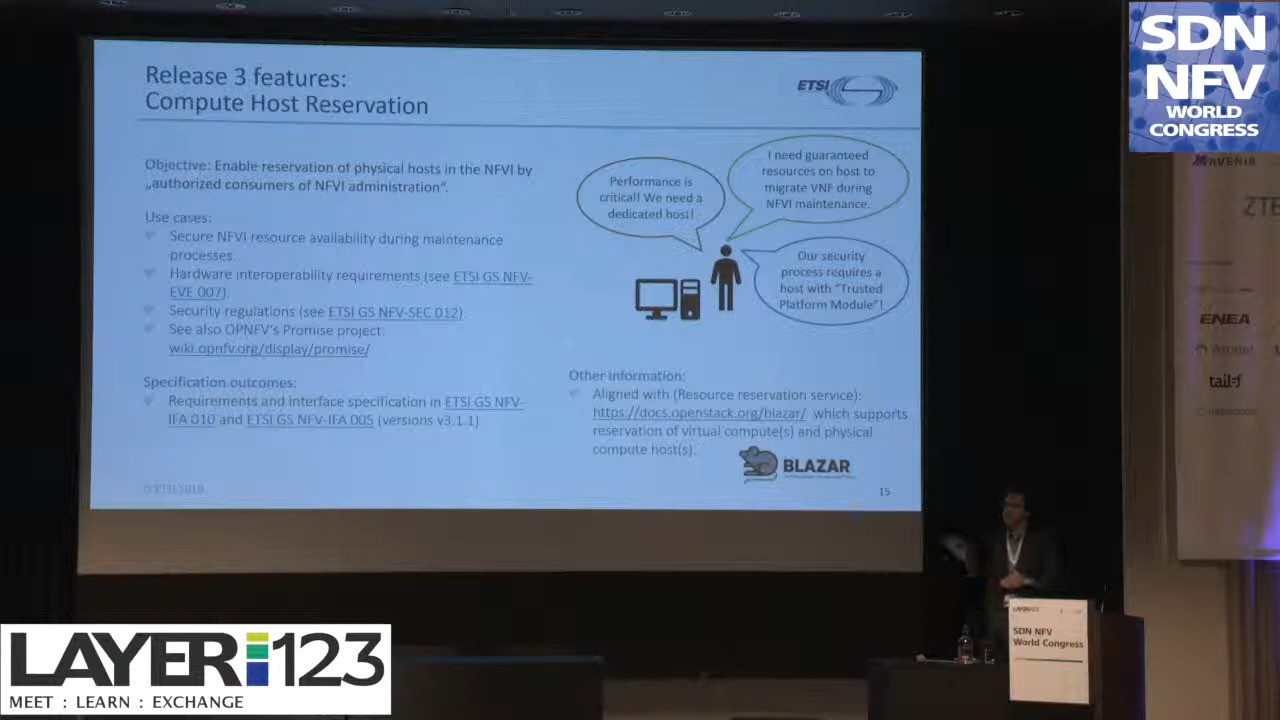 Release 3 features:
Compute Host Reservation
ETSI
Objective: Enable reservation of physical hosts in the NFVI by
„authorized consumers of NFVI administration“.
Use cases:
Secure NFVI resource availability during maintenance
processes.
Hardware interoperability requirements (see ETSI GS NFV-
EVE 007).
Security regulations (see ETSI GS NFV-SEC 012)
See also OPNFV's Promise project:
wiki.opnfv.org/display/promise/
Specification outcomes:
Requirements and interface specification in ETSI GS NFV-
IFA 010 and ETSI GS NFV-IFA 005 (versions v3.1.1)
Performance is
critical! We need a
dedicated host!
I need guaranteed
resources on host to
migrate VNF during
NFVI maintenance.
Our security
process requires a
host with "Trusted
Platform Module"!
Other information:
Aligned with (Resource reservation service):
https://docs.openstack.org/blazar/ which supports
reservation of virtual compute(s) and physical
compute host(s).
BLAZAR
© ETSI 2018
15
SDN
NFV
WORLD
CONGRESS
AVENIR
ZTE
ENEA
tail-f
LAYER123
SDN NFV
World Congress
LAYER 123
MEET : LEARN : EXCHANGE